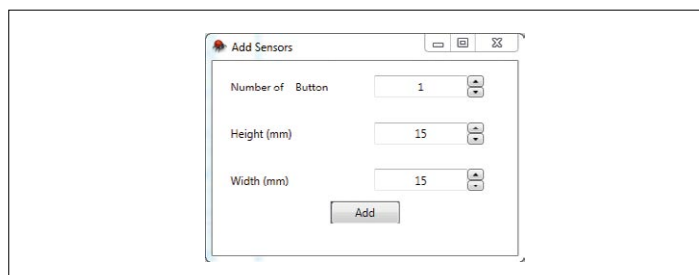 Add Sensors
Number of Button 1
Height (mm) 15
Width (mm) 15
Add